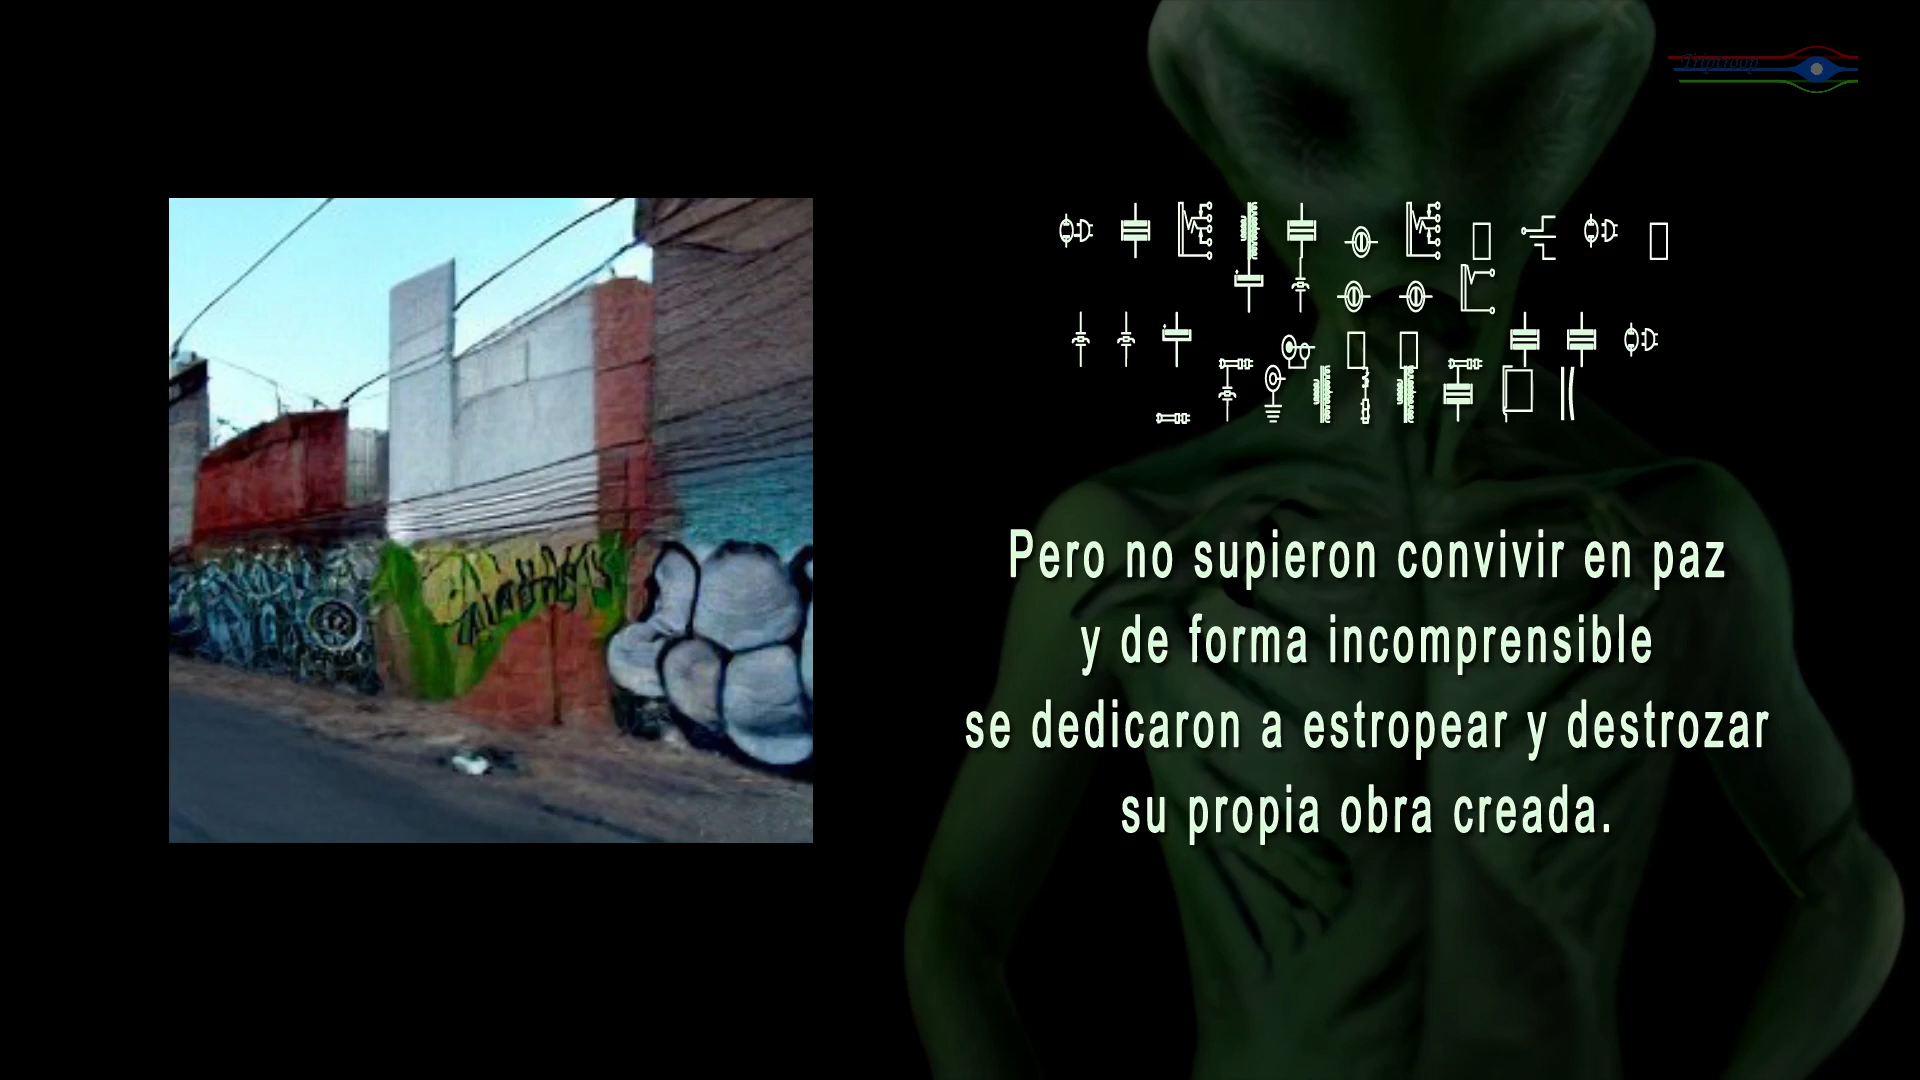 Pero no supieron convivir en paz
y de forma incomprensible
se dedicaron a estropear y destrozar
su propia obra creada.